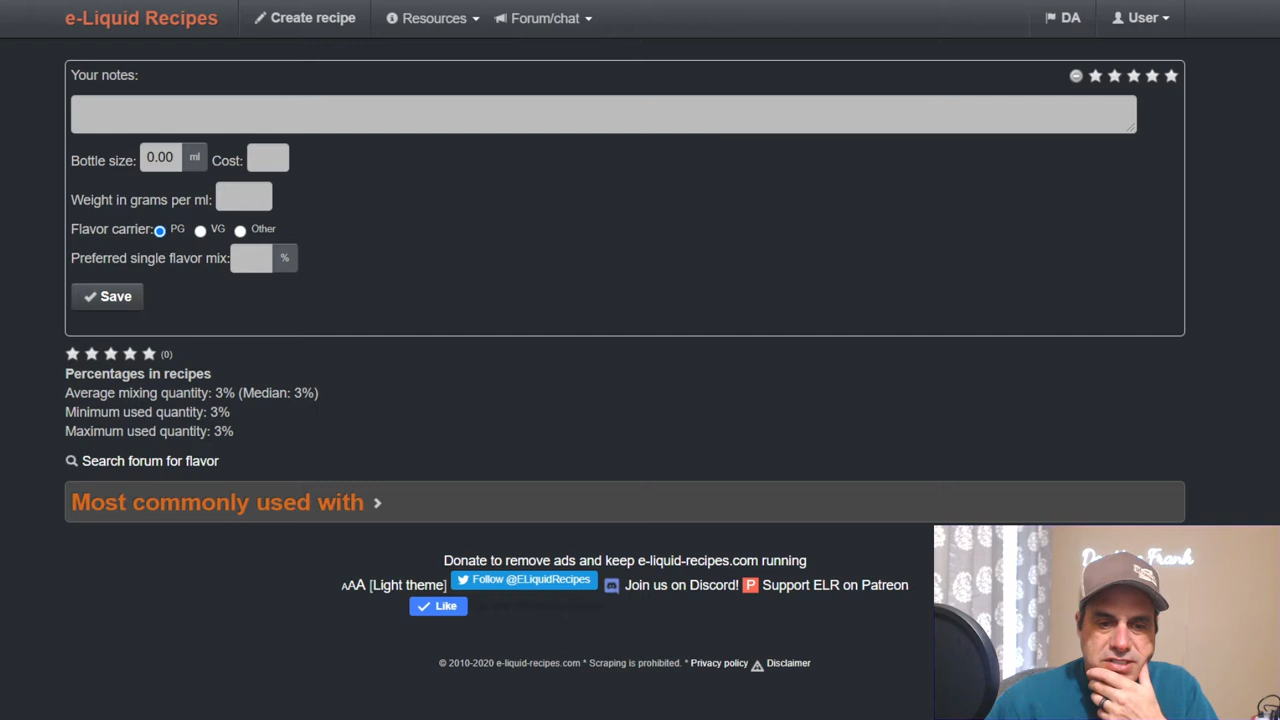 e-Liquid Recipes Create recipe Resources Forum/chat DA User
Your notes:
Bottle size: 0.00 ml Cost:
Weight in grams per ml:
Flavor carrier: PG VG Other
Preferred single flavor mix: %
Save
(0)
Percentages in recipes
Average mixing quantity: 3% (Median: 3%)
Minimum used quantity: 3%
Maximum used quantity: 3%
Search forum for flavor
Most commonly used with
Donate to remove ads and keep e-liquid-recipes.com running
AAA [Light theme] Follow @ELiquidRecipes Join us on Discord! Support ELR on Patreon
Like
© 2010-2020 e-liquid-recipes.com * Scraping is prohibited. * Privacy policy Disclaimer